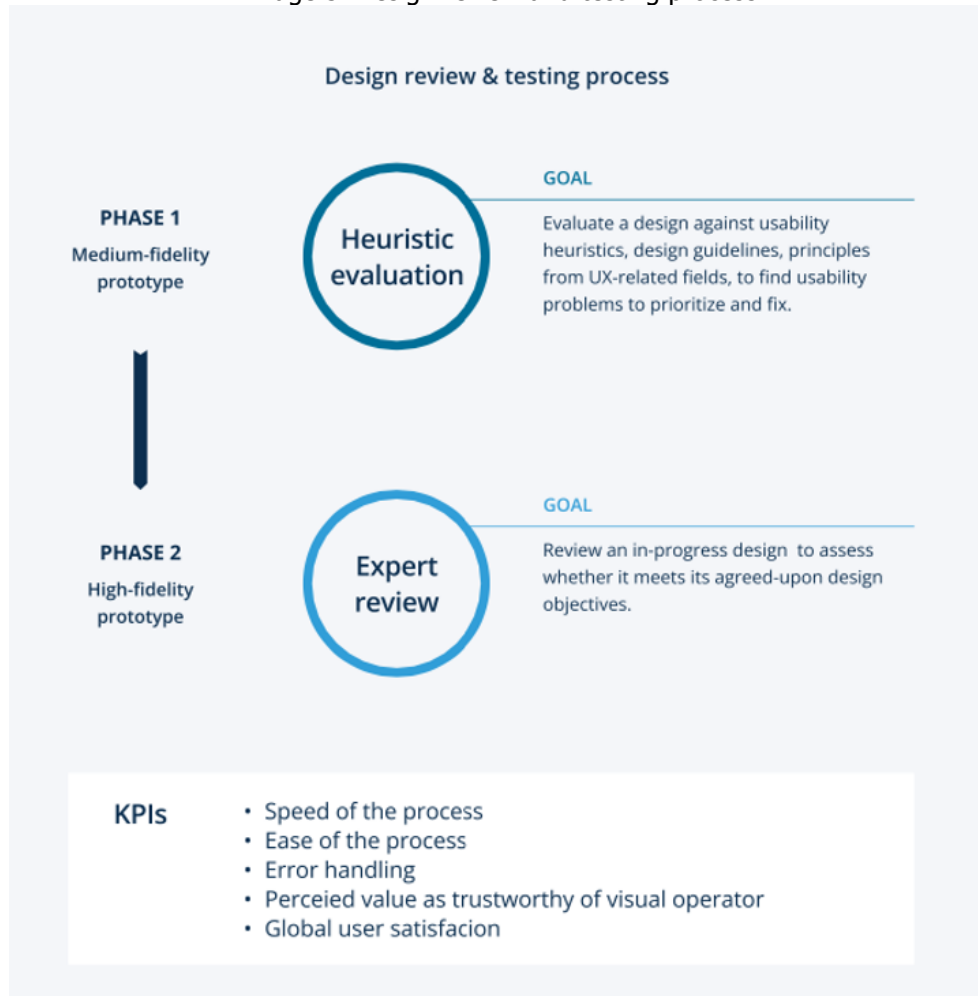 Design review & testing process
PHASE 1
Medium-fidelity
prototype
Heuristic
evaluation
GOAL
Evaluate a design against usability
heuristics, design guidelines, principles
from UX-related fields, to find usability
problems to prioritize and fix.
PHASE 2
High-fidelity
prototype
Expert
review
GOAL
Review an in-progress design  to assess
whether it meets its agreed-upon design
objectives.
KPIs
• Speed of the process
• Ease of the process
• Error handling
• Perceied value as trustworthy of visual operator
• Global user satisfacion